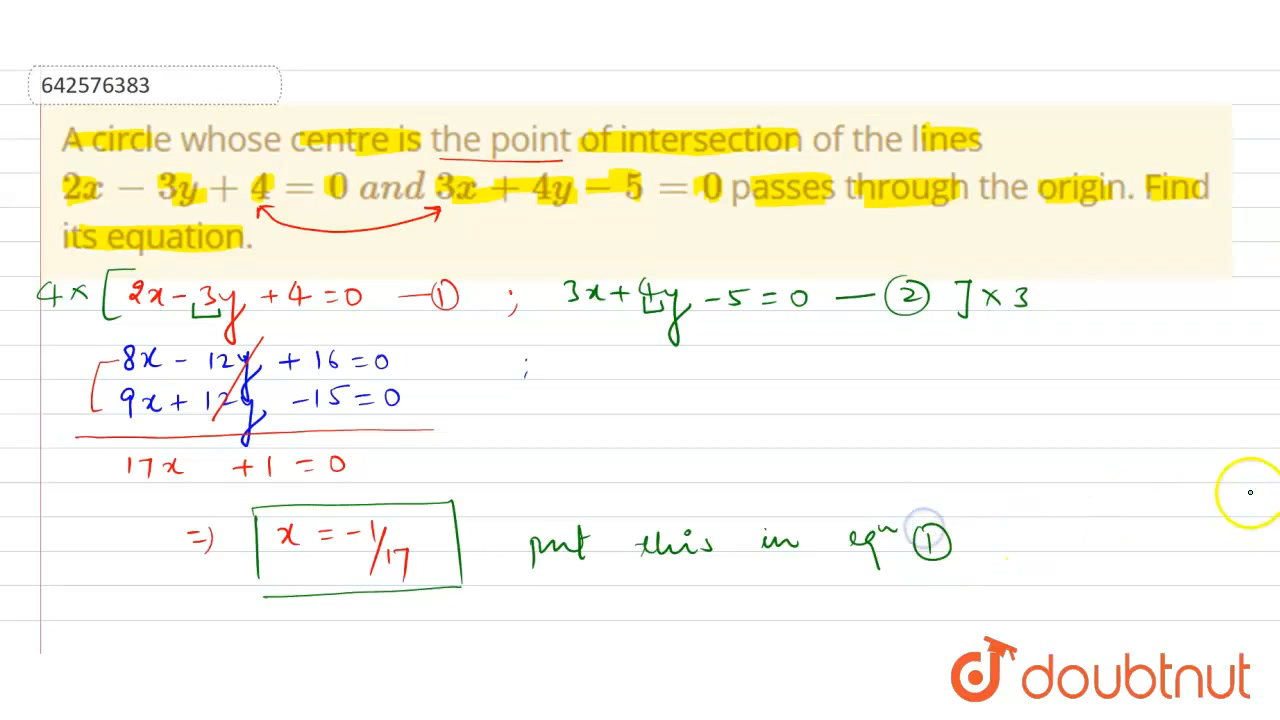 642576383
A circle whose centre is the point of intersection of the lines
2x − 3y + 4 = 0 and 3x + 4y − 5 = 0 passes through the origin. Find
its equation.
4 × [ 2x − 3y + 4 = 0 — ① ; 3x + 4y − 5 = 0 — ② ] × 3
8x − 12y + 16 = 0 ;
9x + 12y − 15 = 0
17x + 1 = 0
⇒ x = −1/17 put this in eqⁿ ①
doubtnut